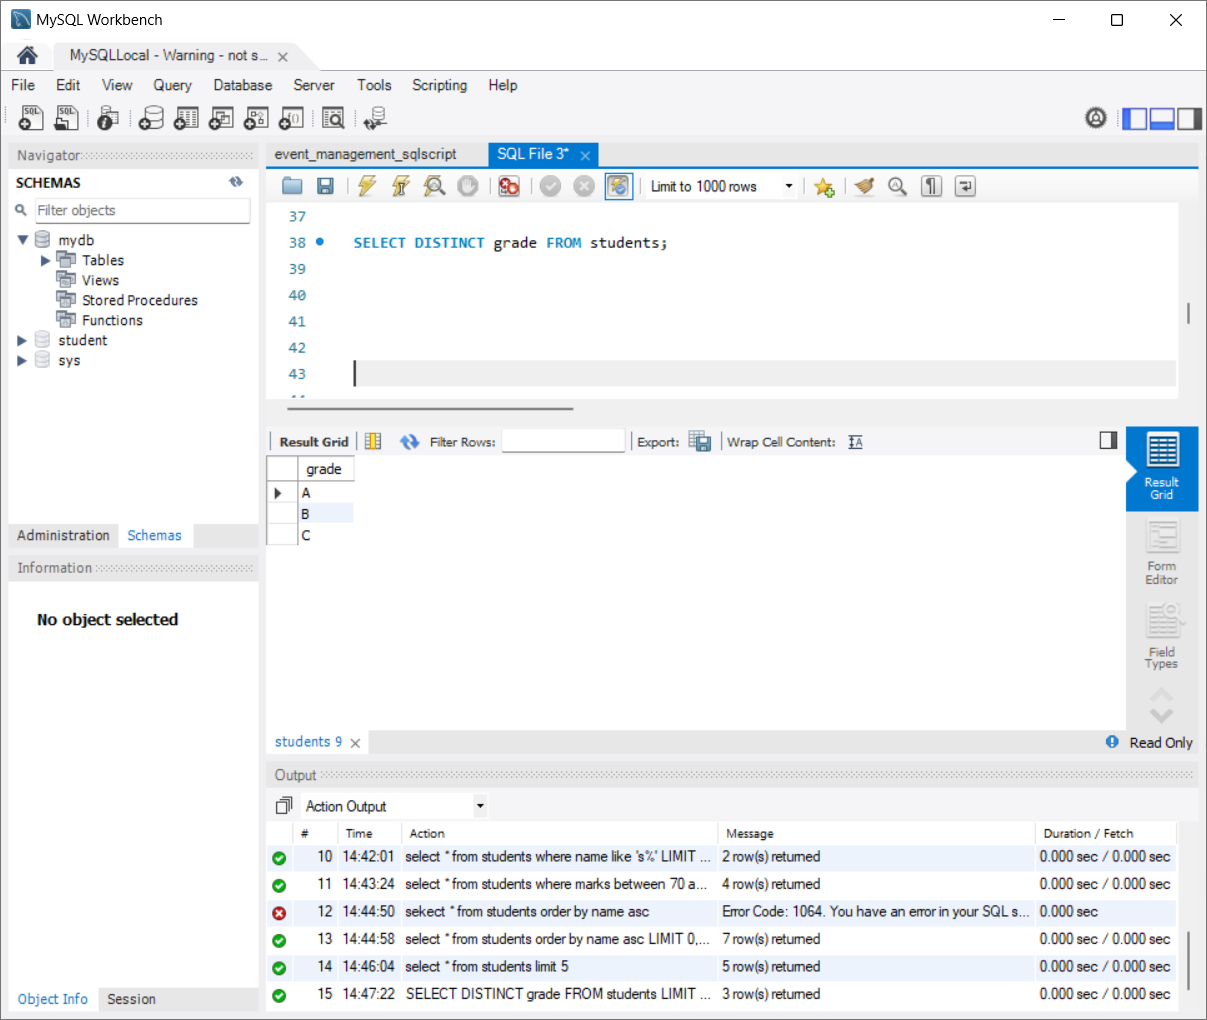 MySQL Workbench
MySQLLocal - Warning - not s...
File Edit View Query Database Server Tools Scripting Help
Navigator
SCHEMAS
Filter objects
mydb
Tables
Views
Stored Procedures
Functions
student
sys
Administration Schemas
Information
No object selected
Object Info Session
event_management_sqlscript SQL File 3*
Limit to 1000 rows
37
38 SELECT DISTINCT grade FROM students;
39
40
41
42
43
Result Grid Filter Rows: Export: Wrap Cell Content:
grade
A
B
C
Result
Grid
Form
Editor
Field
Types
students 9
Read Only
Output
Action Output
# Time Action Message Duration / Fetch
10 14:42:01 select * from students where name like 's%' LIMIT ... 2 row(s) returned 0.000 sec / 0.000 sec
11 14:43:24 select * from students where marks between 70 a... 4 row(s) returned 0.000 sec / 0.000 sec
12 14:44:50 sekect * from students order by name asc Error Code: 1064. You have an error in your SQL s... 0.000 sec
13 14:44:58 select * from students order by name asc LIMIT 0,... 7 row(s) returned 0.000 sec / 0.000 sec
14 14:46:04 select * from students limit 5 5 row(s) returned 0.000 sec / 0.000 sec
15 14:47:22 SELECT DISTINCT grade FROM students LIMIT ... 3 row(s) returned 0.000 sec / 0.000 sec